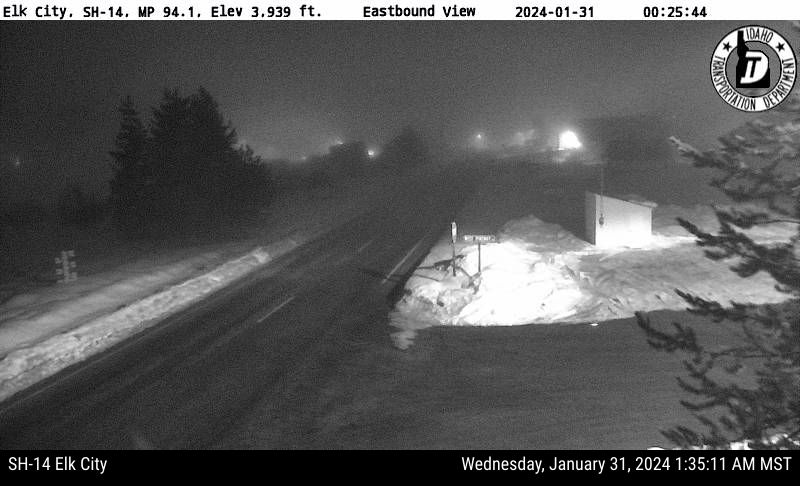 Elk City, SH-14, MP 94.1, Elev 3,939 ft. Eastbound View 2024-01-31 00:25:44
IDAHO
TRANSPORTATION DEPARTMENT
SH-14 Elk City Wednesday, January 31, 2024 1:35:11 AM MST